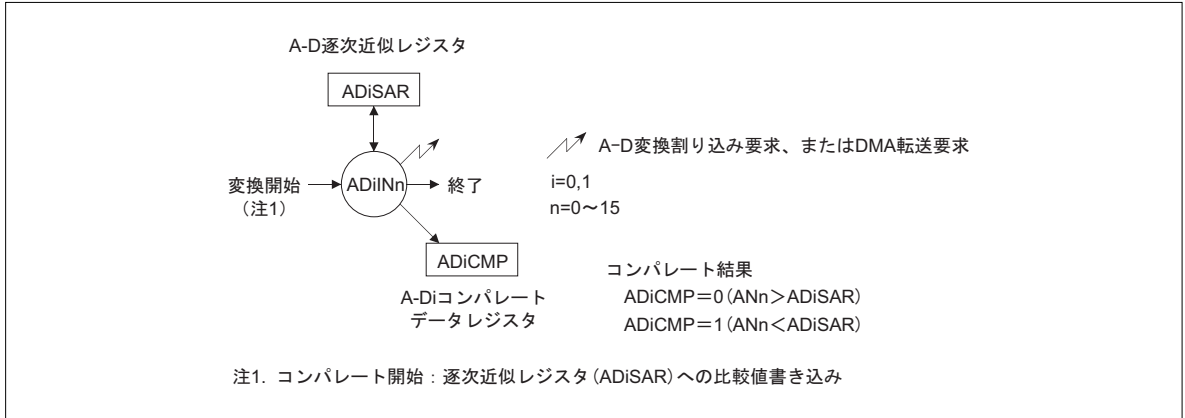 A-D逐次近似レジスタ
ADiSAR
A-D変換割り込み要求、またはDMA転送要求
変換開始
(注1)
ADiINn
終了
i=0,1
n=0～15
ADiCMP
A-Diコンパレート
データレジスタ
コンパレート結果
ADiCMP＝0(ANn＞ADiSAR)
ADiCMP＝1(ANn＜ADiSAR)
注1. コンパレート開始：逐次近似レジスタ(ADiSAR)への比較値書き込み